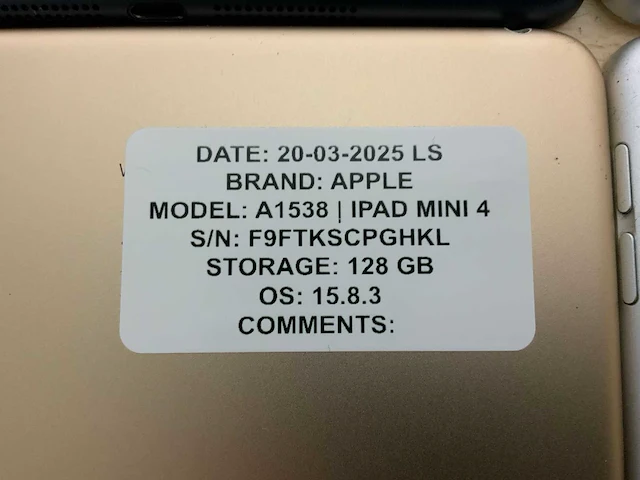 DATE: 20-03-2025 LS
BRAND: APPLE
MODEL: A1538 | IPAD MINI 4
S/N: F9FTKSCPGHKL
STORAGE: 128 GB
OS: 15.8.3
COMMENTS: